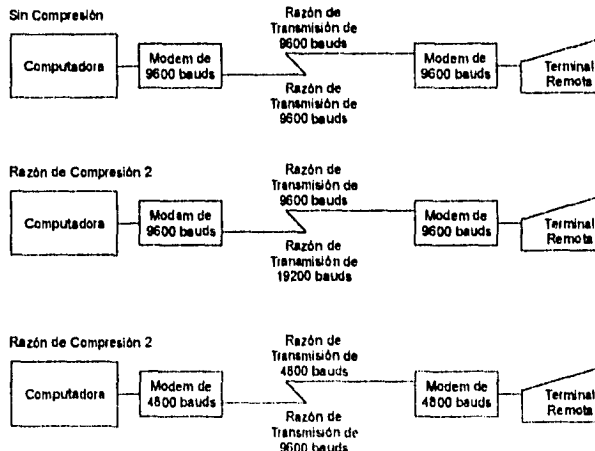 Sin Compresión
Razón de
Transmisión de
9600 bauds
Computadora
Modem de
9600 bauds
Razón de
Transmisión de
9600 bauds
Modem de
9600 bauds
Terminal
Remota
Razón de Compresión 2
Razón de
Transmisión de
9600 bauds
Computadora
Modem de
9600 bauds
Razón de
Transmisión de
19200 bauds
Modem de
9600 bauds
Terminal
Remota
Razón de Compresión 2
Razón de
Transmisión de
4800 bauds
Computadora
Modem de
4800 bauds
Razón de
Transmisión de
9600 bauds
Modem de
4800 bauds
Terminal
Remota